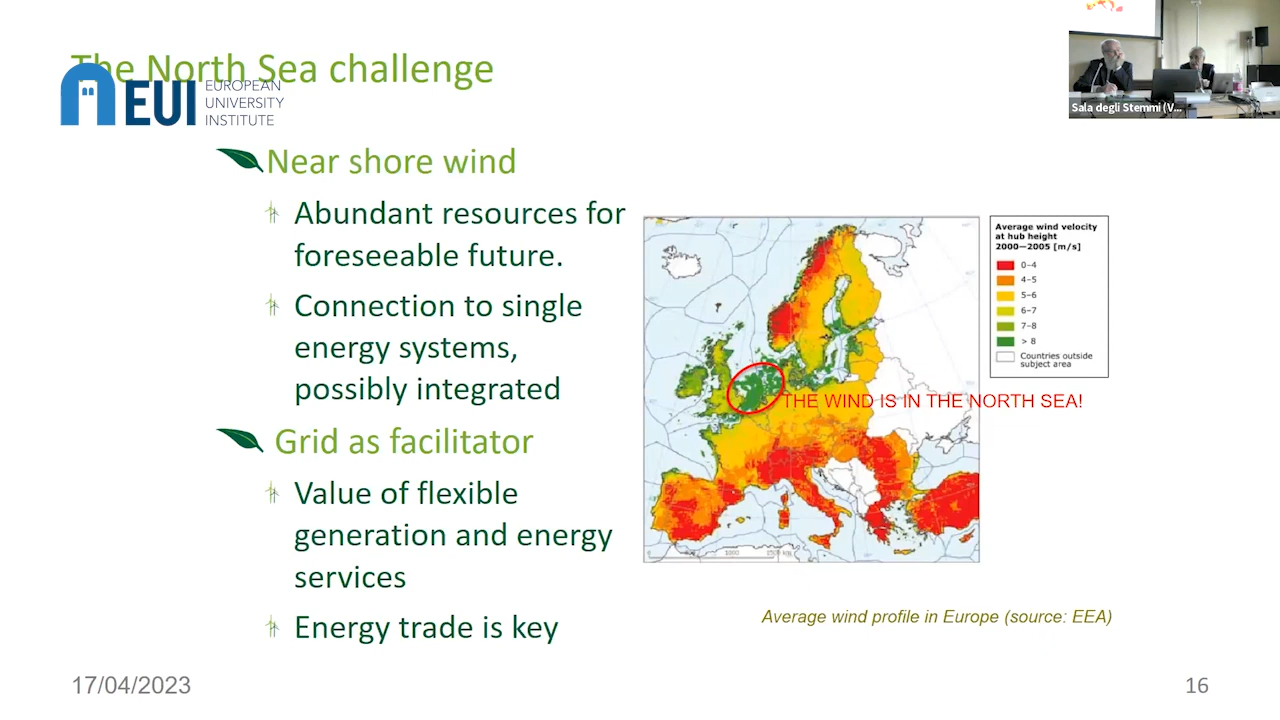 The North Sea challenge
EUI
EUROPEAN
UNIVERSITY
INSTITUTE
Sala degli Stemmi (V...
Near shore wind
Abundant resources for
foreseeable future.
Connection to single
energy systems,
possibly integrated
Grid as facilitator
Value of flexible
generation and energy
services
Energy trade is key
Average wind velocity
at hub height
2000—2005 [m/s]
0–4
4–5
5–6
6–7
7–8
> 8
Countries outside
subject area
THE WIND IS IN THE NORTH SEA!
0
1000
1500 km
Average wind profile in Europe (source: EEA)
17/04/2023
16